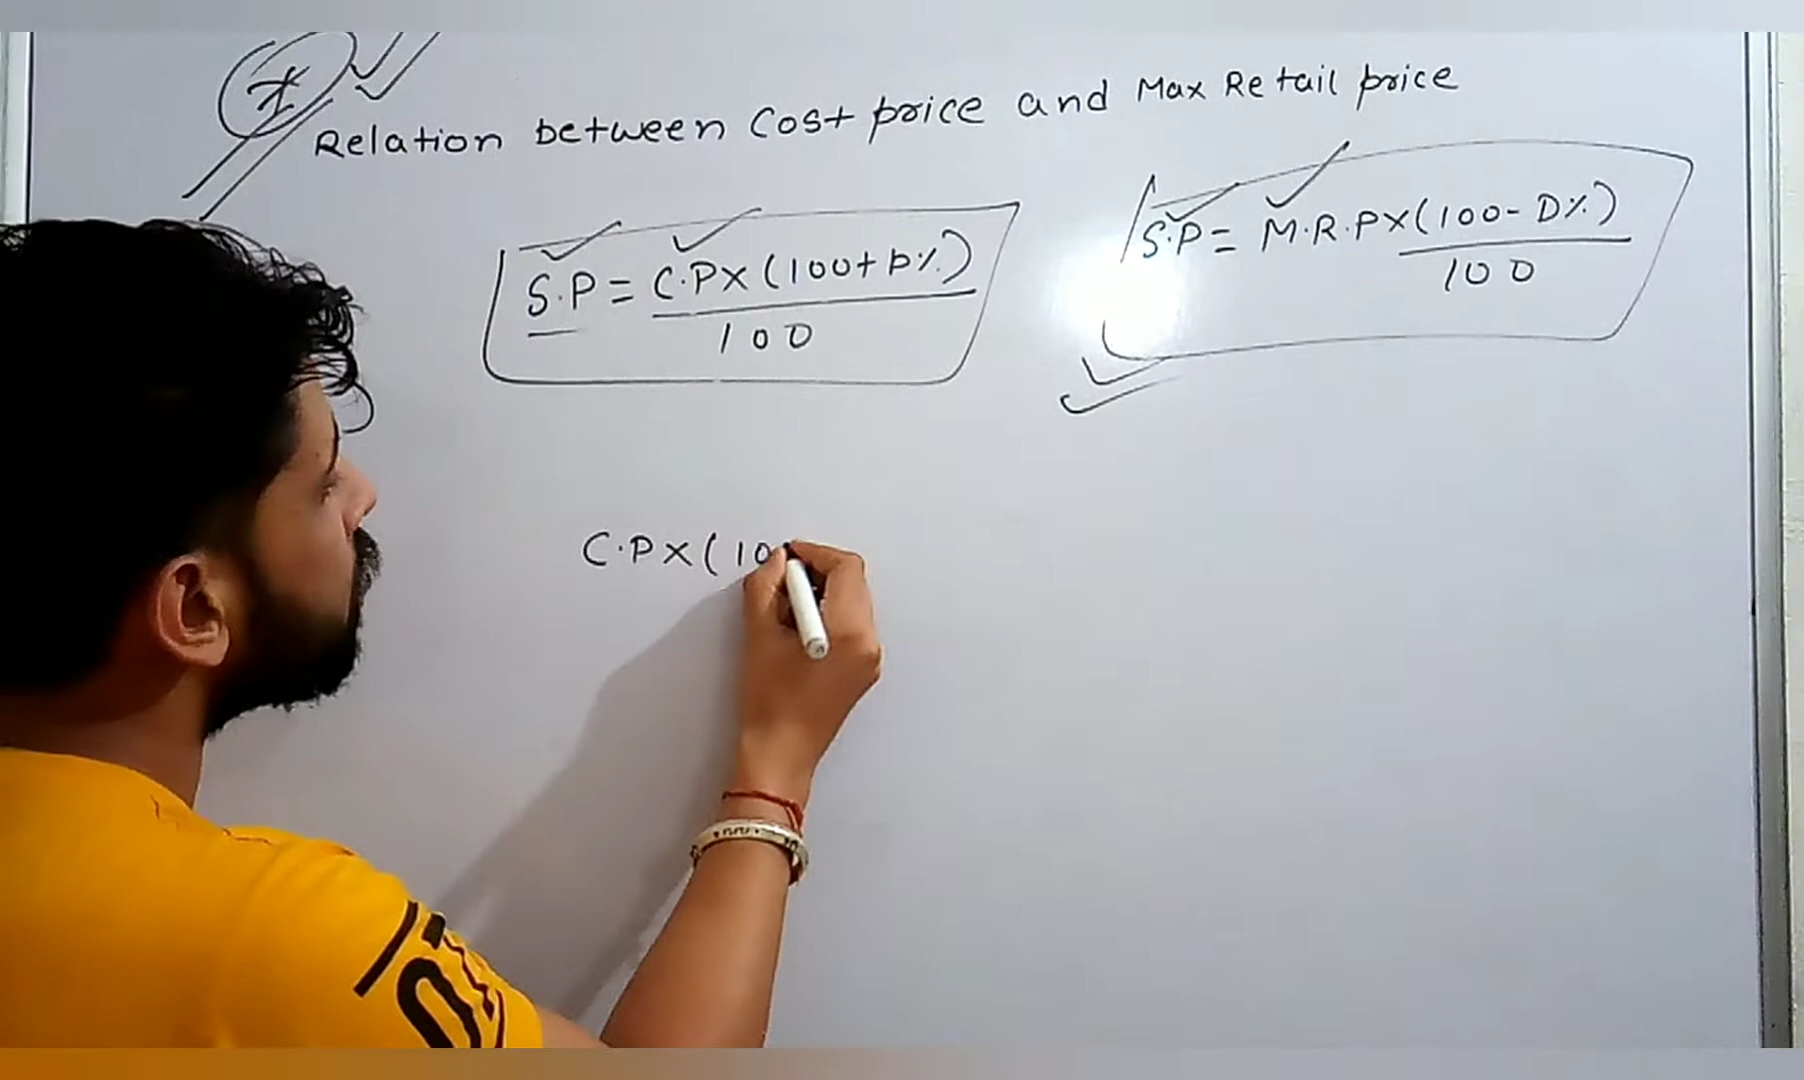 Relation between Cost price and Max Retail price
S.P = C.P X (100 + P%)
100
S.P = M.R.P X (100 - D%)
100
C.P X (10